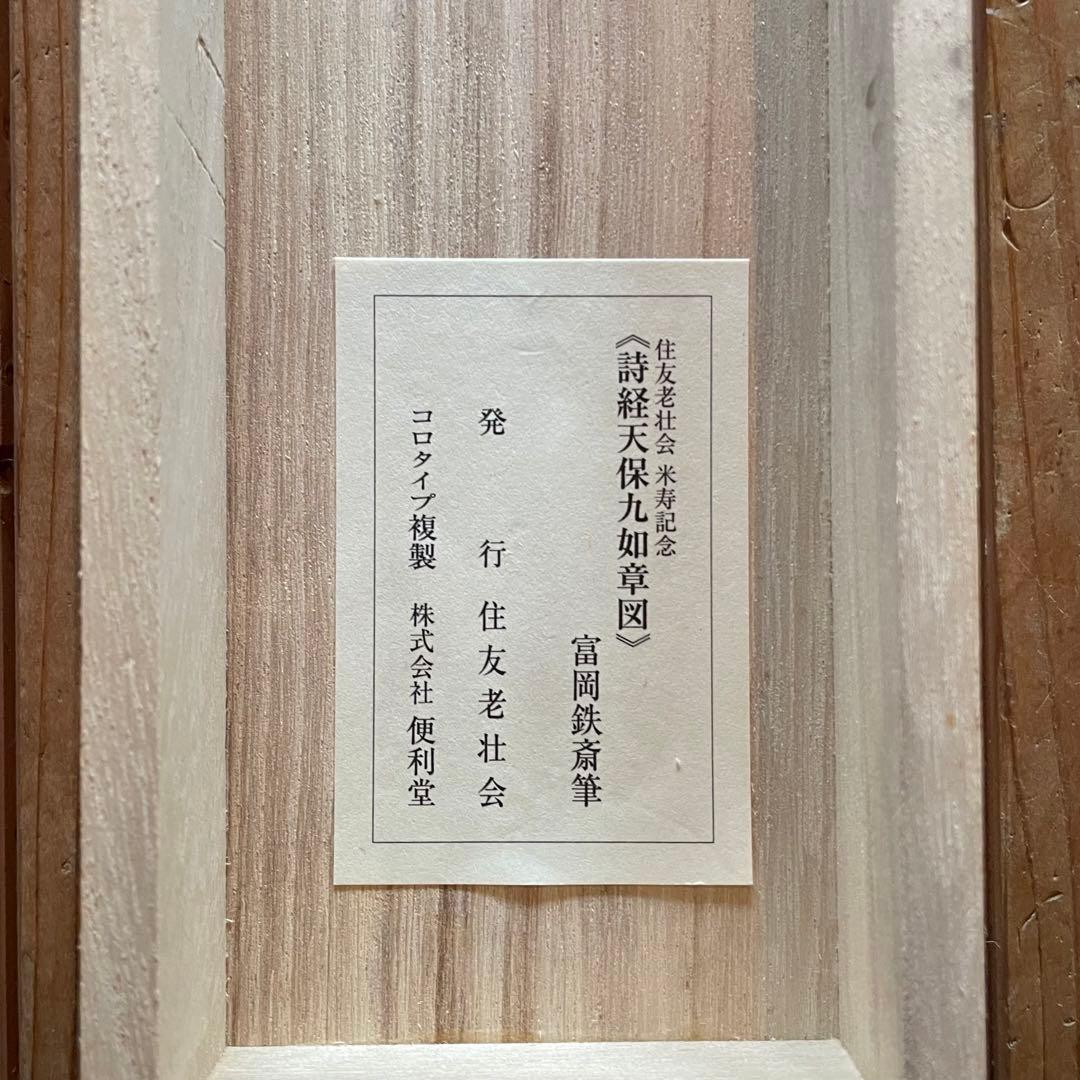 住友老壮会 米寿記念
《詩経天保九如章図》
富岡鉄斎筆
発行 住友老壮会
コロタイプ複製 株式会社 便利堂